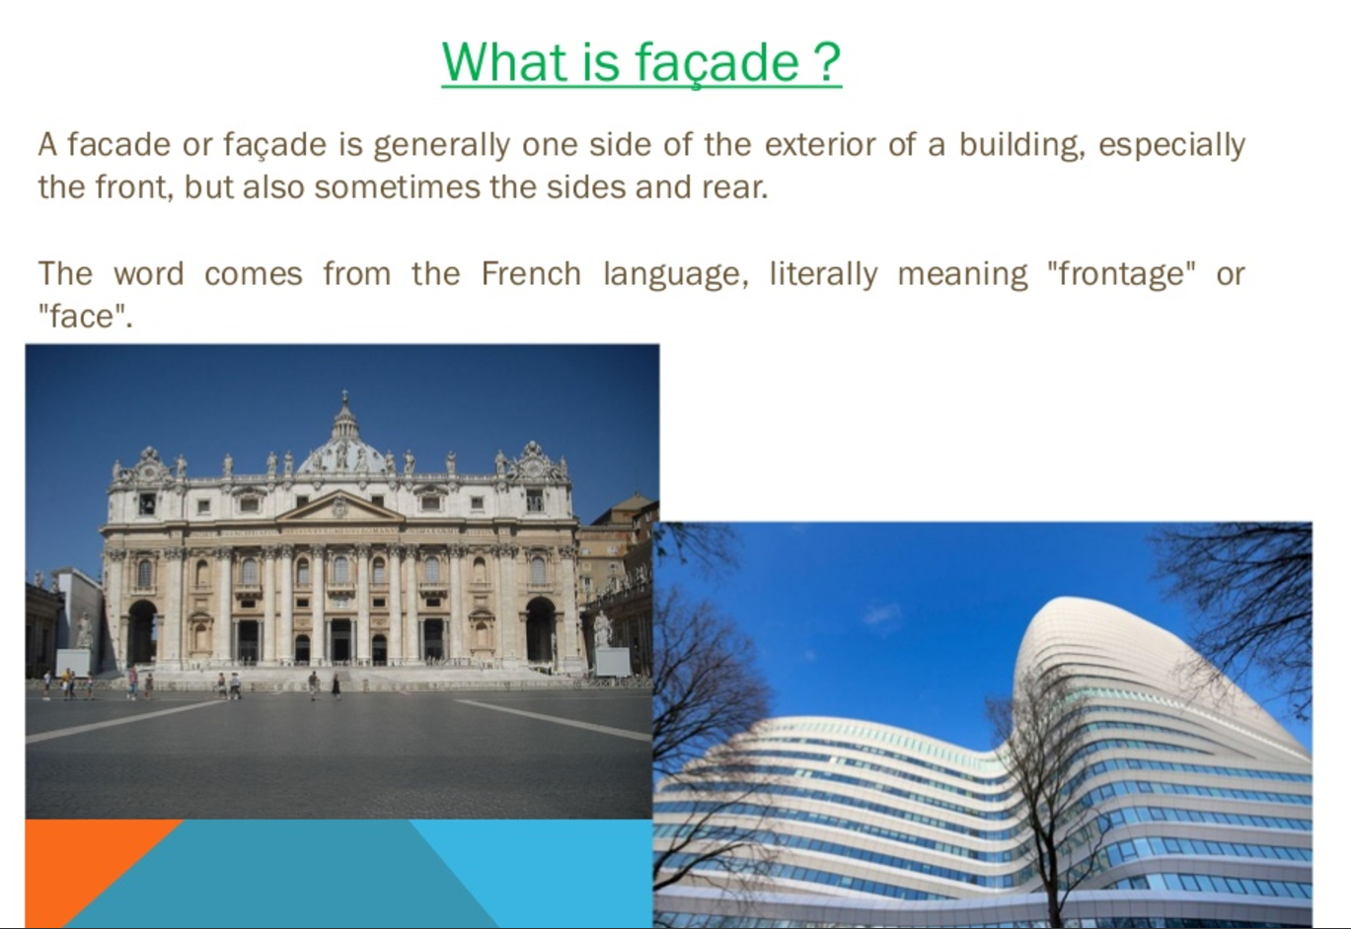 What is façade ?
A facade or façade is generally one side of the exterior of a building, especially
the front, but also sometimes the sides and rear.
The word comes from the French language, literally meaning "frontage" or
"face".